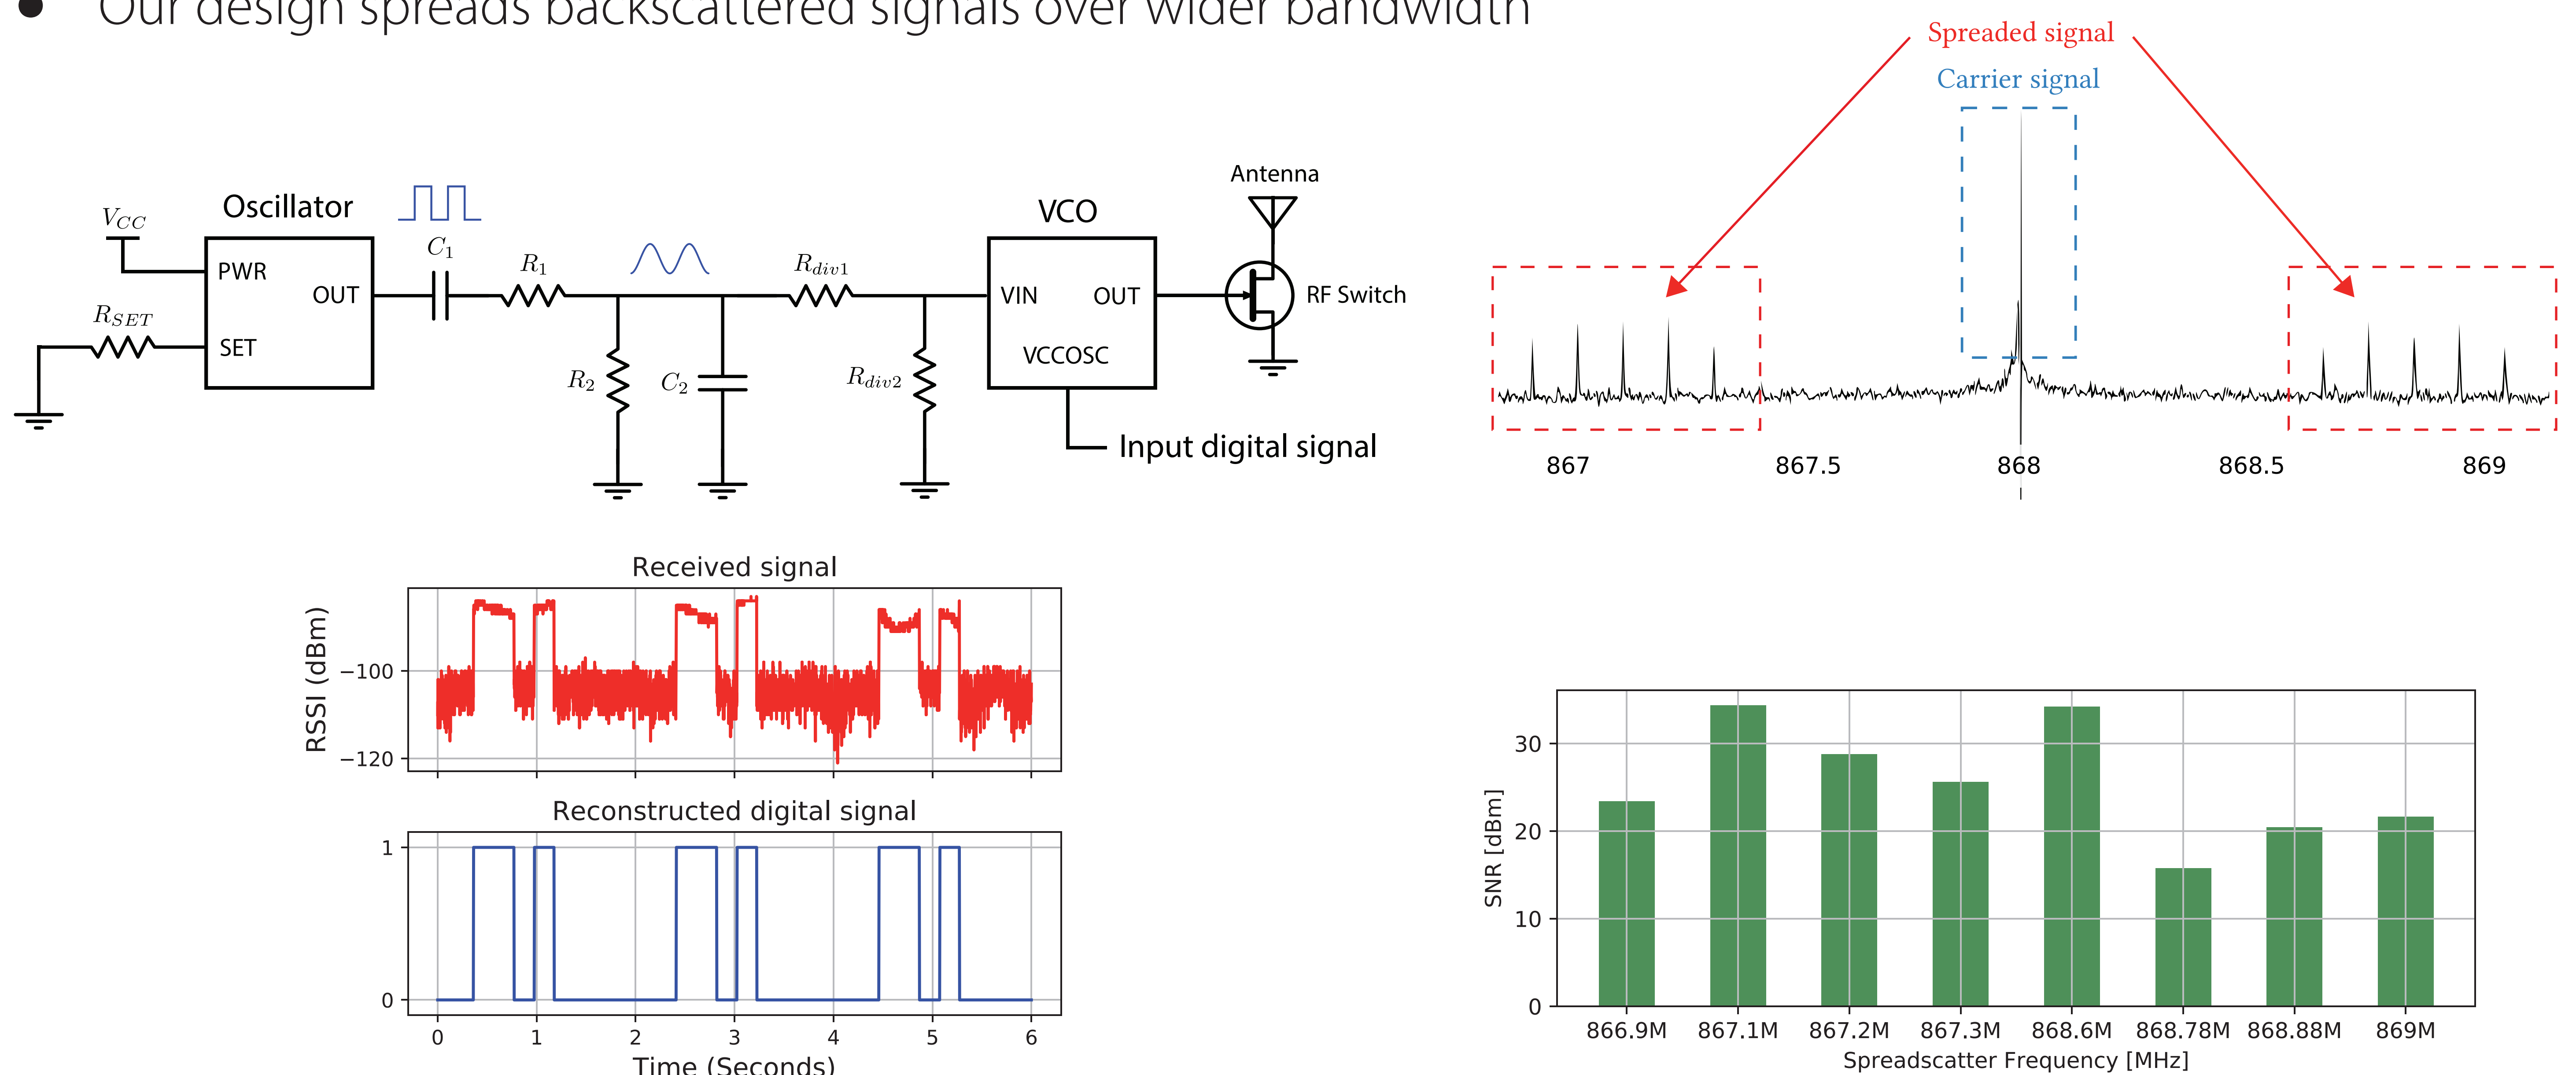 ● Our design spreads backscattered signals over wider bandwidth
Spreaded signal
Carrier signal
867
867.5
868
868.5
869
Antenna
V_CC
Oscillator
C_1
R_1
R_div1
VCO
PWR
OUT
VIN
OUT
RF Switch
R_SET
SET
VCCOSC
R_2
C_2
R_div2
Input digital signal
Received signal
RSSI (dBm)
−100
−120
Reconstructed digital signal
1
0
0 1 2 3 4 5 6
Time (Seconds)
SNR [dBm]
30
20
10
0
866.9M 867.1M 867.2M 867.3M 868.6M 868.78M 868.88M 869M
Spreadscatter Frequency [MHz]